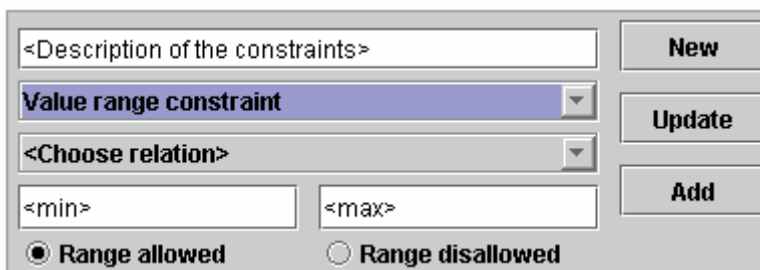 <Description of the constraints>
New
Value range constraint
Update
<Choose relation>
Add
<min>
<max>
Range allowed
Range disallowed